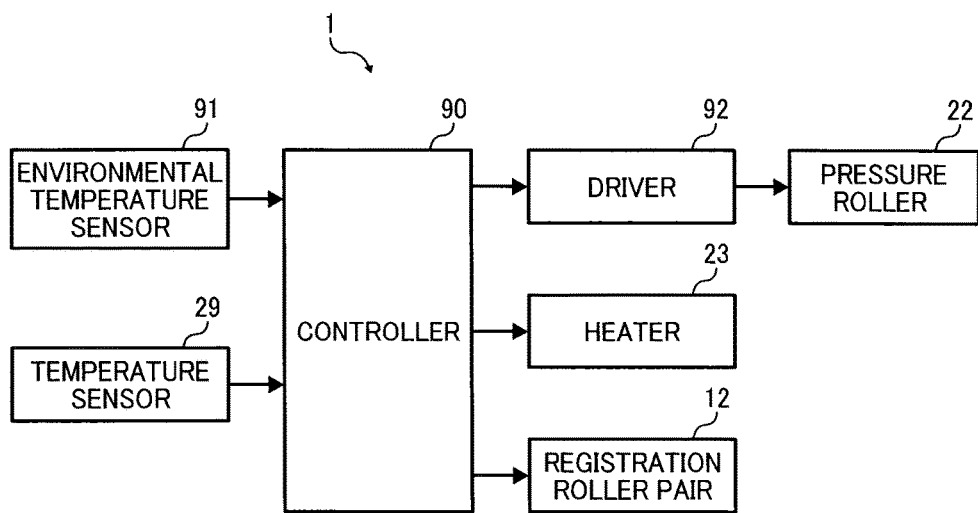 1
91
90
92
22
ENVIRONMENTAL
TEMPERATURE
SENSOR
DRIVER
PRESSURE
ROLLER
23
29
CONTROLLER
HEATER
TEMPERATURE
SENSOR
12
REGISTRATION
ROLLER PAIR